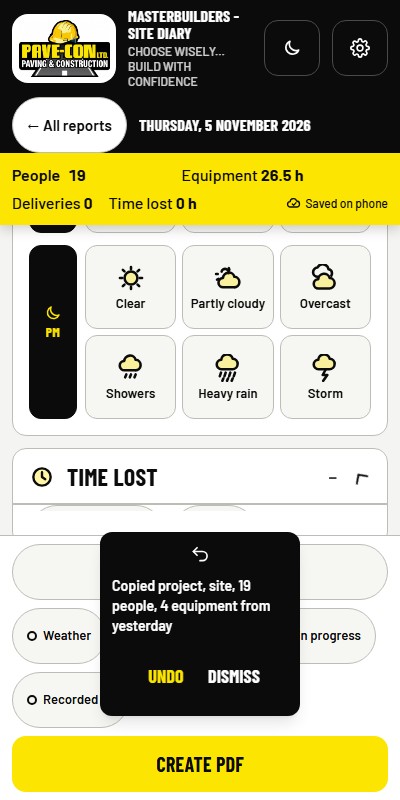 PAVE-CON LTD.
PAVING & CONSTRUCTION
MASTERBUILDERS -
SITE DIARY
CHOOSE WISELY...
BUILD WITH
CONFIDENCE
← All reports
THURSDAY, 5 NOVEMBER 2026
People 19
Equipment 26.5 h
Deliveries 0
Time lost 0 h
Saved on phone
PM
Clear
Partly cloudy
Overcast
Showers
Heavy rain
Storm
TIME LOST
–
Copied project, site, 19
people, 4 equipment from
yesterday
UNDO
DISMISS
Weather
n progress
Recorded
CREATE PDF